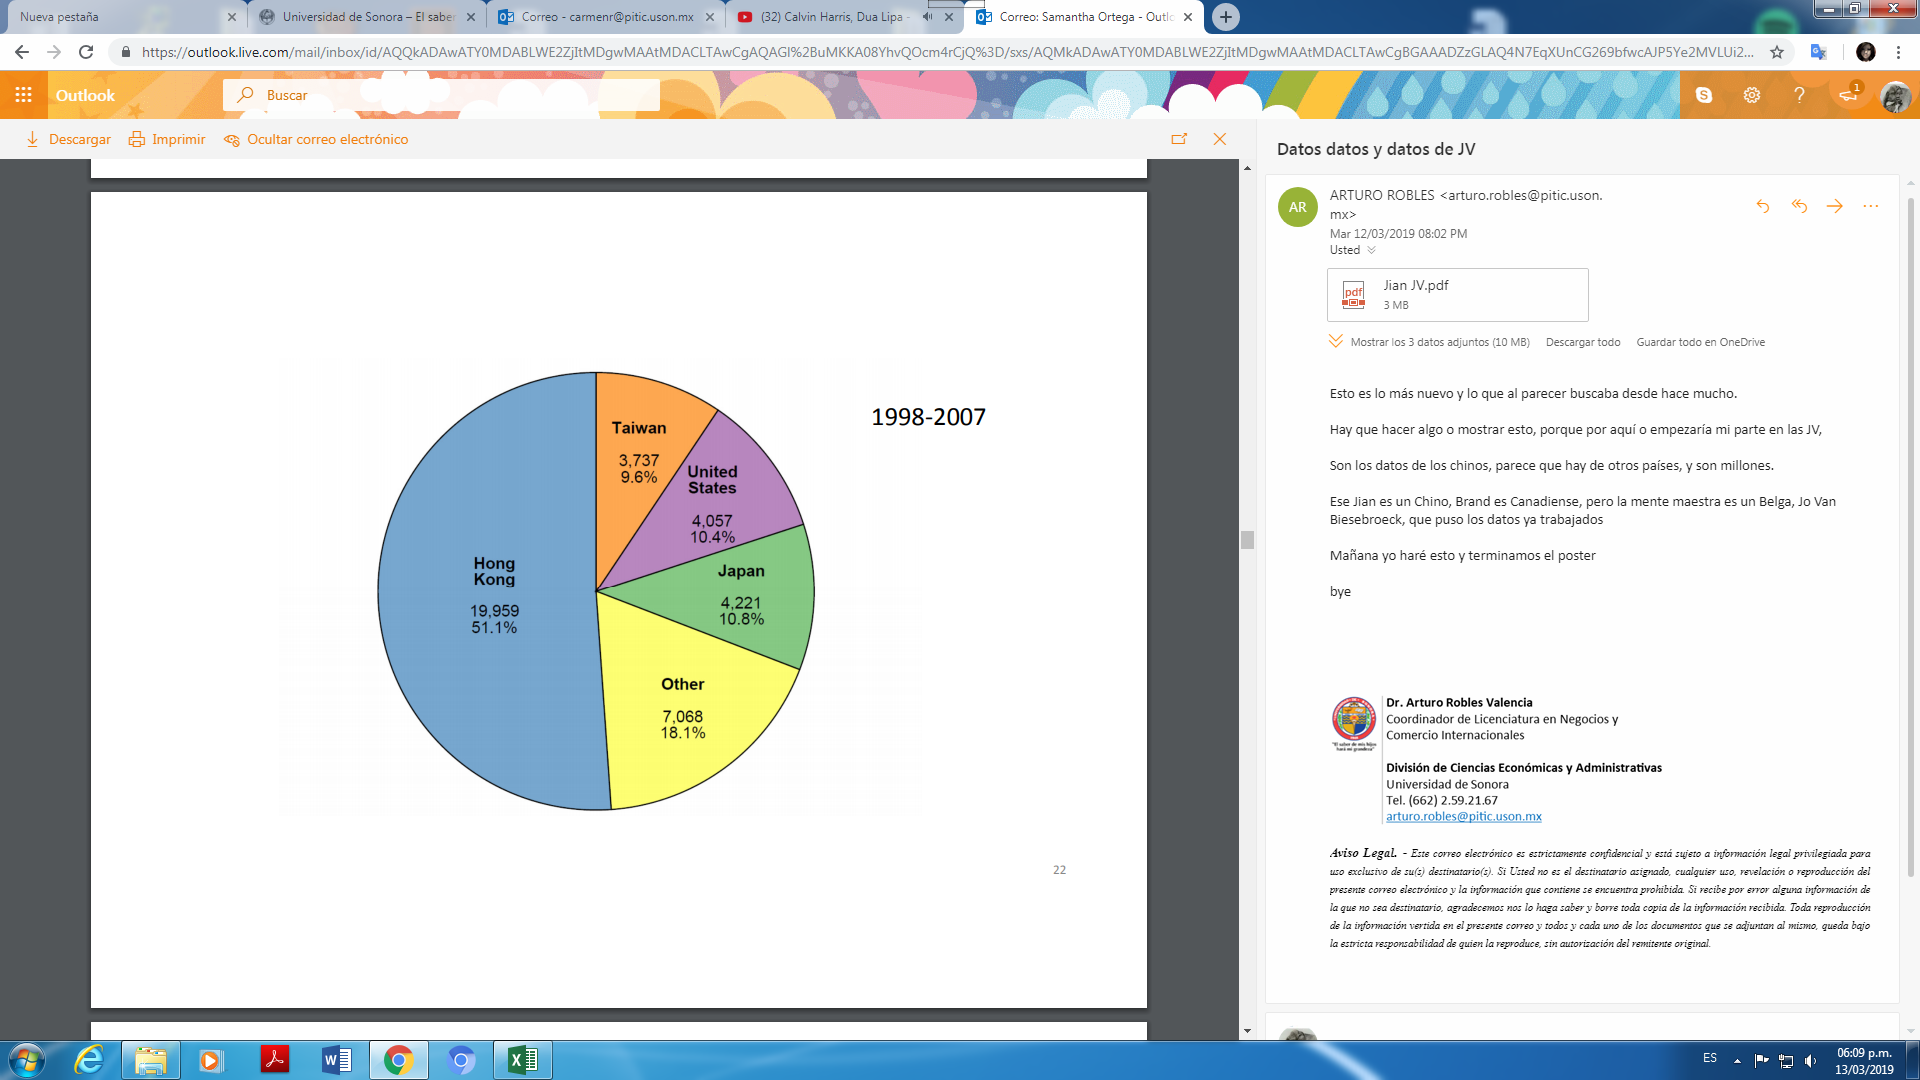 Nueva pestaña
Universidad de Sonora – El saber
Correo - carmenr@pitic.uson.mx
(32) Calvin Harris, Dua Lipa -
Correo: Samantha Ortega - Outlo
https://outlook.live.com/mail/inbox/id/AQQkADAwATY0MDABLWE2ZjItMDgwMAAtMDACLTAwCgAQAGl%2BuMKKA08YhvQOcm4rCjQ%3D/sxs/AQMkADAwATY0MDABLWE2ZjItMDgwMAAtMDACLTAwCgBGAAADZzGLAQ4N7EqXUnCG269bfwcAJP5Ye2MVLUi2...
Outlook
Buscar
1
Descargar
Imprimir
Ocultar correo electrónico
1998-2007
Taiwan
3,737
9.6%
United
States
4,057
10.4%
Japan
4,221
10.8%
Hong
Kong
19,959
51.1%
Other
7,068
18.1%
22
Datos datos y datos de JV
AR
ARTURO ROBLES <arturo.robles@pitic.uson.
mx>
Mar 12/03/2019 08:02 PM
Usted
pdf
Jian JV.pdf
3 MB
Mostrar los 3 datos adjuntos (10 MB) Descargar todo Guardar todo en OneDrive
Esto es lo más nuevo y lo que al parecer buscaba desde hace mucho.
Hay que hacer algo o mostrar esto, porque por aquí o empezaría mi parte en las JV,
Son los datos de los chinos, parece que hay de otros países, y son millones.
Ese Jian es un Chino, Brand es Canadiense, pero la mente maestra es un Belga, Jo Van
Biesebroeck, que puso los datos ya trabajados
Mañana yo haré esto y terminamos el poster
bye
"El saber de mis hijos
hará mi grandeza"
Dr. Arturo Robles Valencia
Coordinador de Licenciatura en Negocios y
Comercio Internacionales
División de Ciencias Económicas y Administrativas
Universidad de Sonora
Tel. (662) 2.59.21.67
arturo.robles@pitic.uson.mx
Aviso Legal. - Este correo electrónico es estrictamente confidencial y está sujeto a información legal privilegiada para
uso exclusivo de su(s) destinatario(s). Si Usted no es el destinatario asignado, cualquier uso, revelación o reproducción del
presente correo electrónico y la información que contiene se encuentra prohibida. Si recibe por error alguna información de
la que no sea destinatario, agradecemos nos lo haga saber y borre toda copia de la información recibida. Toda reproducción
de la información vertida en el presente correo y todos y cada uno de los documentos que se adjuntan al mismo, queda bajo
la estricta responsabilidad de quien la reproduce, sin autorización del remitente original.
ES
06:09 p.m.
13/03/2019